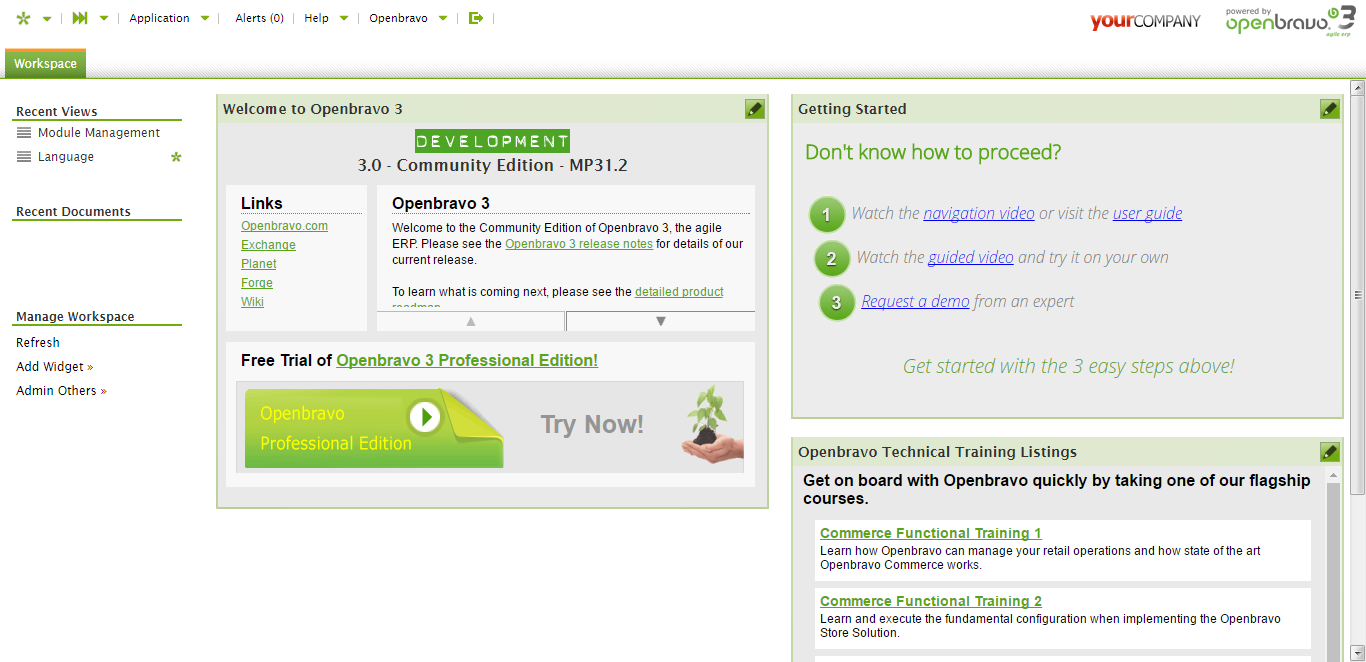 Application
Alerts (0)
Help
Openbravo
yourCOMPANY
powered by
openbravo 3
agile erp
Workspace
Recent Views
Module Management
Language
Recent Documents
Manage Workspace
Refresh
Add Widget »
Admin Others »
Welcome to Openbravo 3
DEVELOPMENT
3.0 - Community Edition - MP31.2
Links
Openbravo.com
Exchange
Planet
Forge
Wiki
Openbravo 3
Welcome to the Community Edition of Openbravo 3, the agile
ERP. Please see the Openbravo 3 release notes for details of our
current release.
To learn what is coming next, please see the detailed product
roadmap
Free Trial of Openbravo 3 Professional Edition!
Openbravo
Professional Edition
Try Now!
Getting Started
Don't know how to proceed?
1 Watch the navigation video or visit the user guide
2 Watch the guided video and try it on your own
3 Request a demo from an expert
Get started with the 3 easy steps above!
Openbravo Technical Training Listings
Get on board with Openbravo quickly by taking one of our flagship
courses.
Commerce Functional Training 1
Learn how Openbravo can manage your retail operations and how state of the art
Openbravo Commerce works.
Commerce Functional Training 2
Learn and execute the fundamental configuration when implementing the Openbravo
Store Solution.